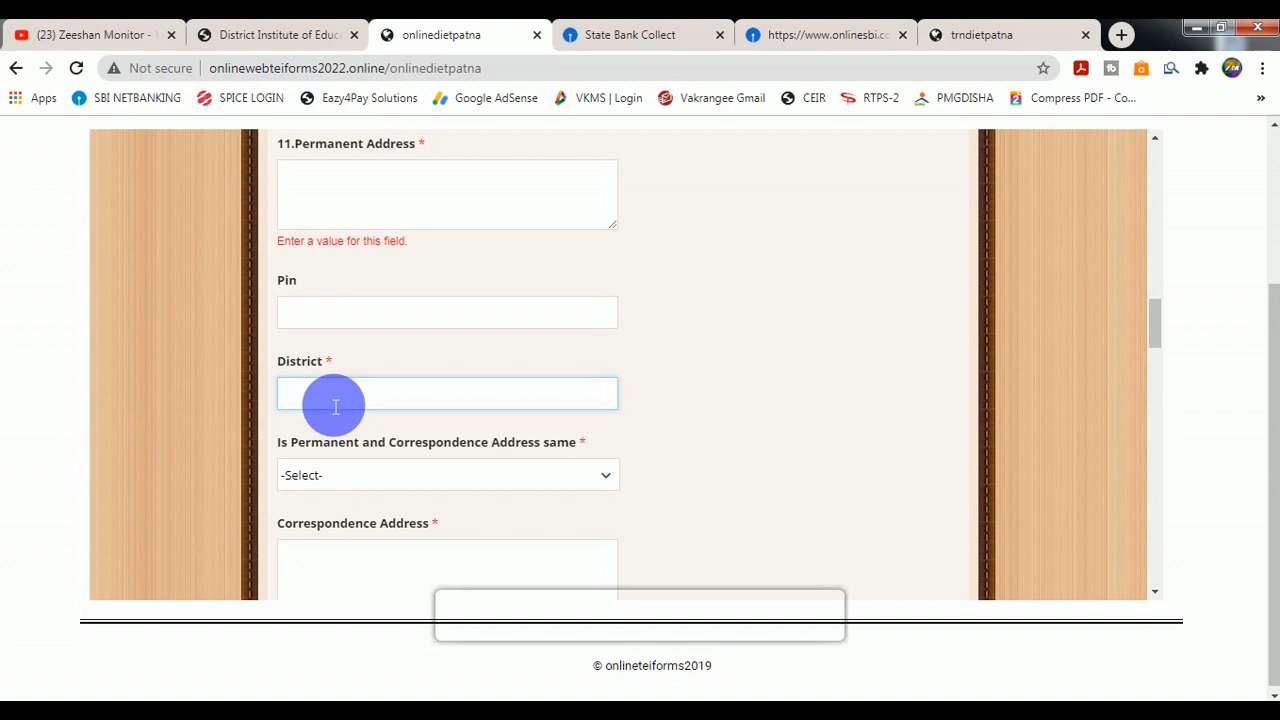 (23) Zeeshan Monitor -
District Institute of Educ
onlinedietpatna
State Bank Collect
https://www.onlinesbi.co
trndietpatna
Not secure
onlinewebteiforms2022.online/onlinedietpatna
Apps
SBI NETBANKING
SPICE LOGIN
Eazy4Pay Solutions
Google AdSense
VKMS | Login
Vakrangee Gmail
CEIR
RTPS-2
PMGDISHA
Compress PDF - Co...
»
11.Permanent Address *
Enter a value for this field.
Pin
District *
Is Permanent and Correspondence Address same *
-Select-
Correspondence Address *
© onlineteiforms2019